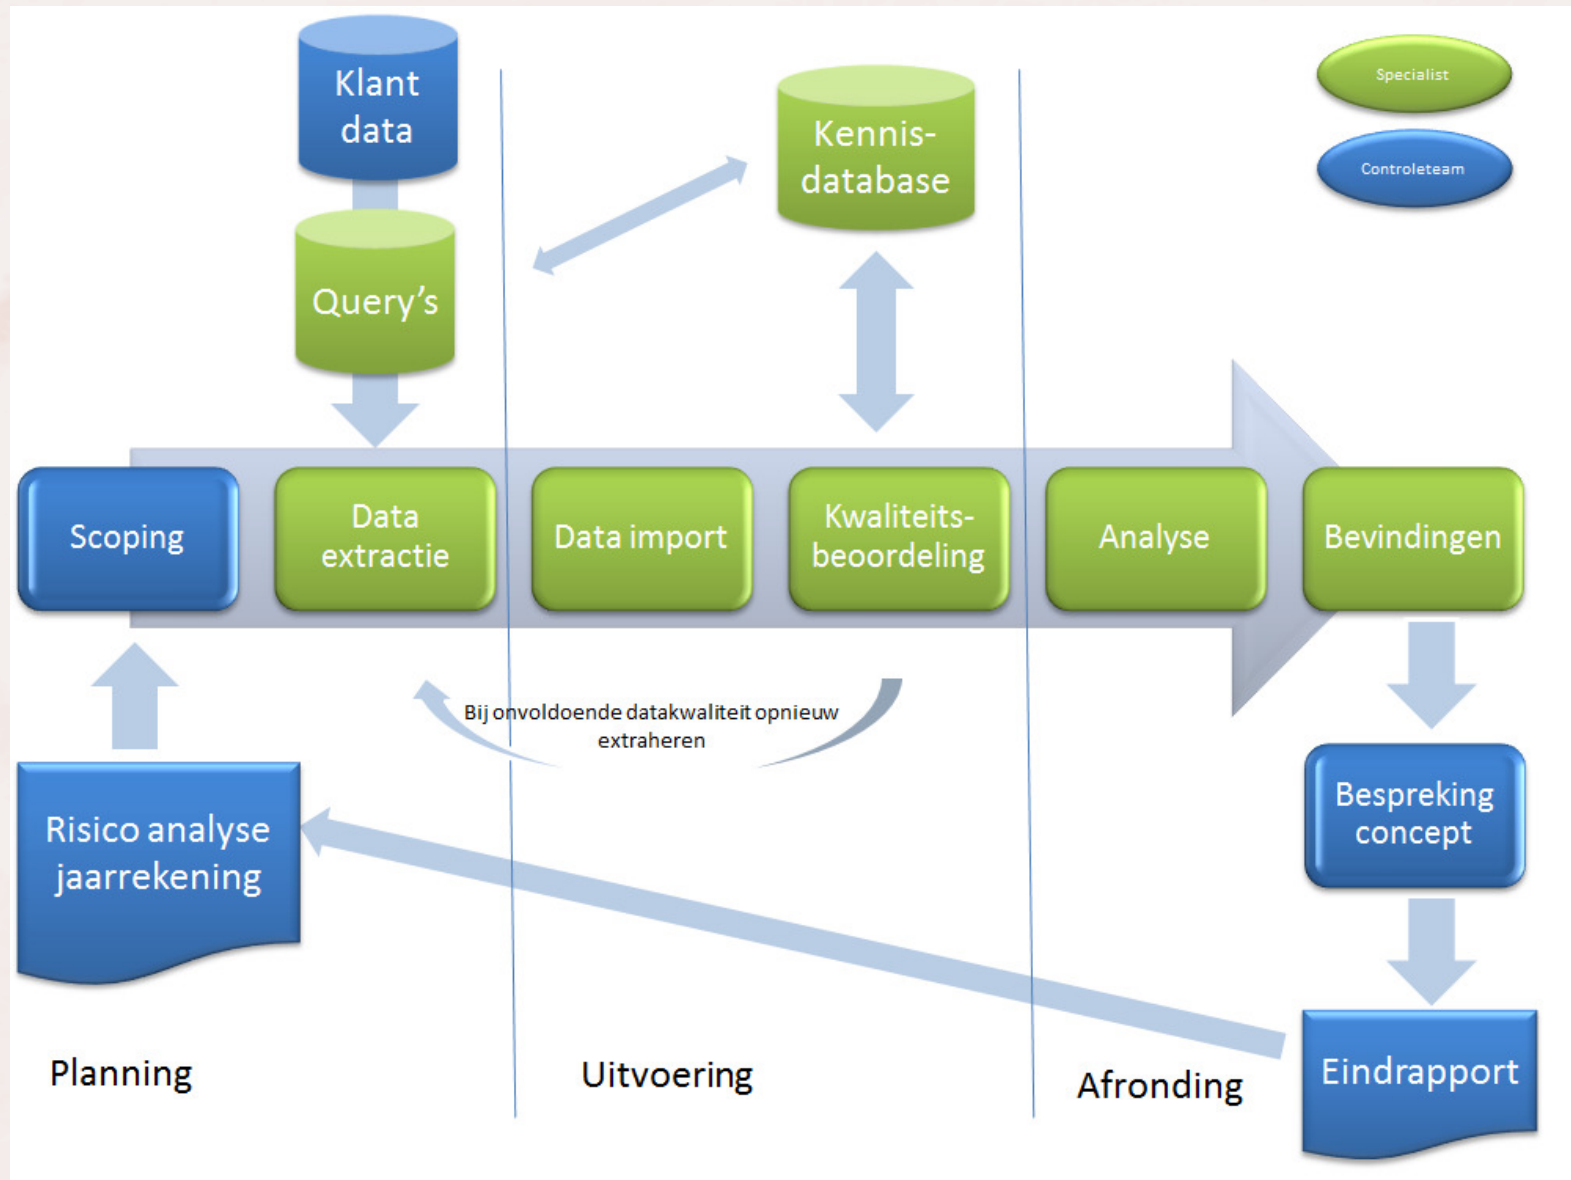 Klant
data
Query's
Kennis-
database
Specialist
Controleteam
Scoping
Data
extractie
Data import
Kwaliteits-
beoordeling
Analyse
Bevindingen
Bij onvoldoende datakwaliteit opnieuw
extraheren
Risico analyse
jaarrekening
Bespreking
concept
Eindrapport
Planning
Uitvoering
Afronding